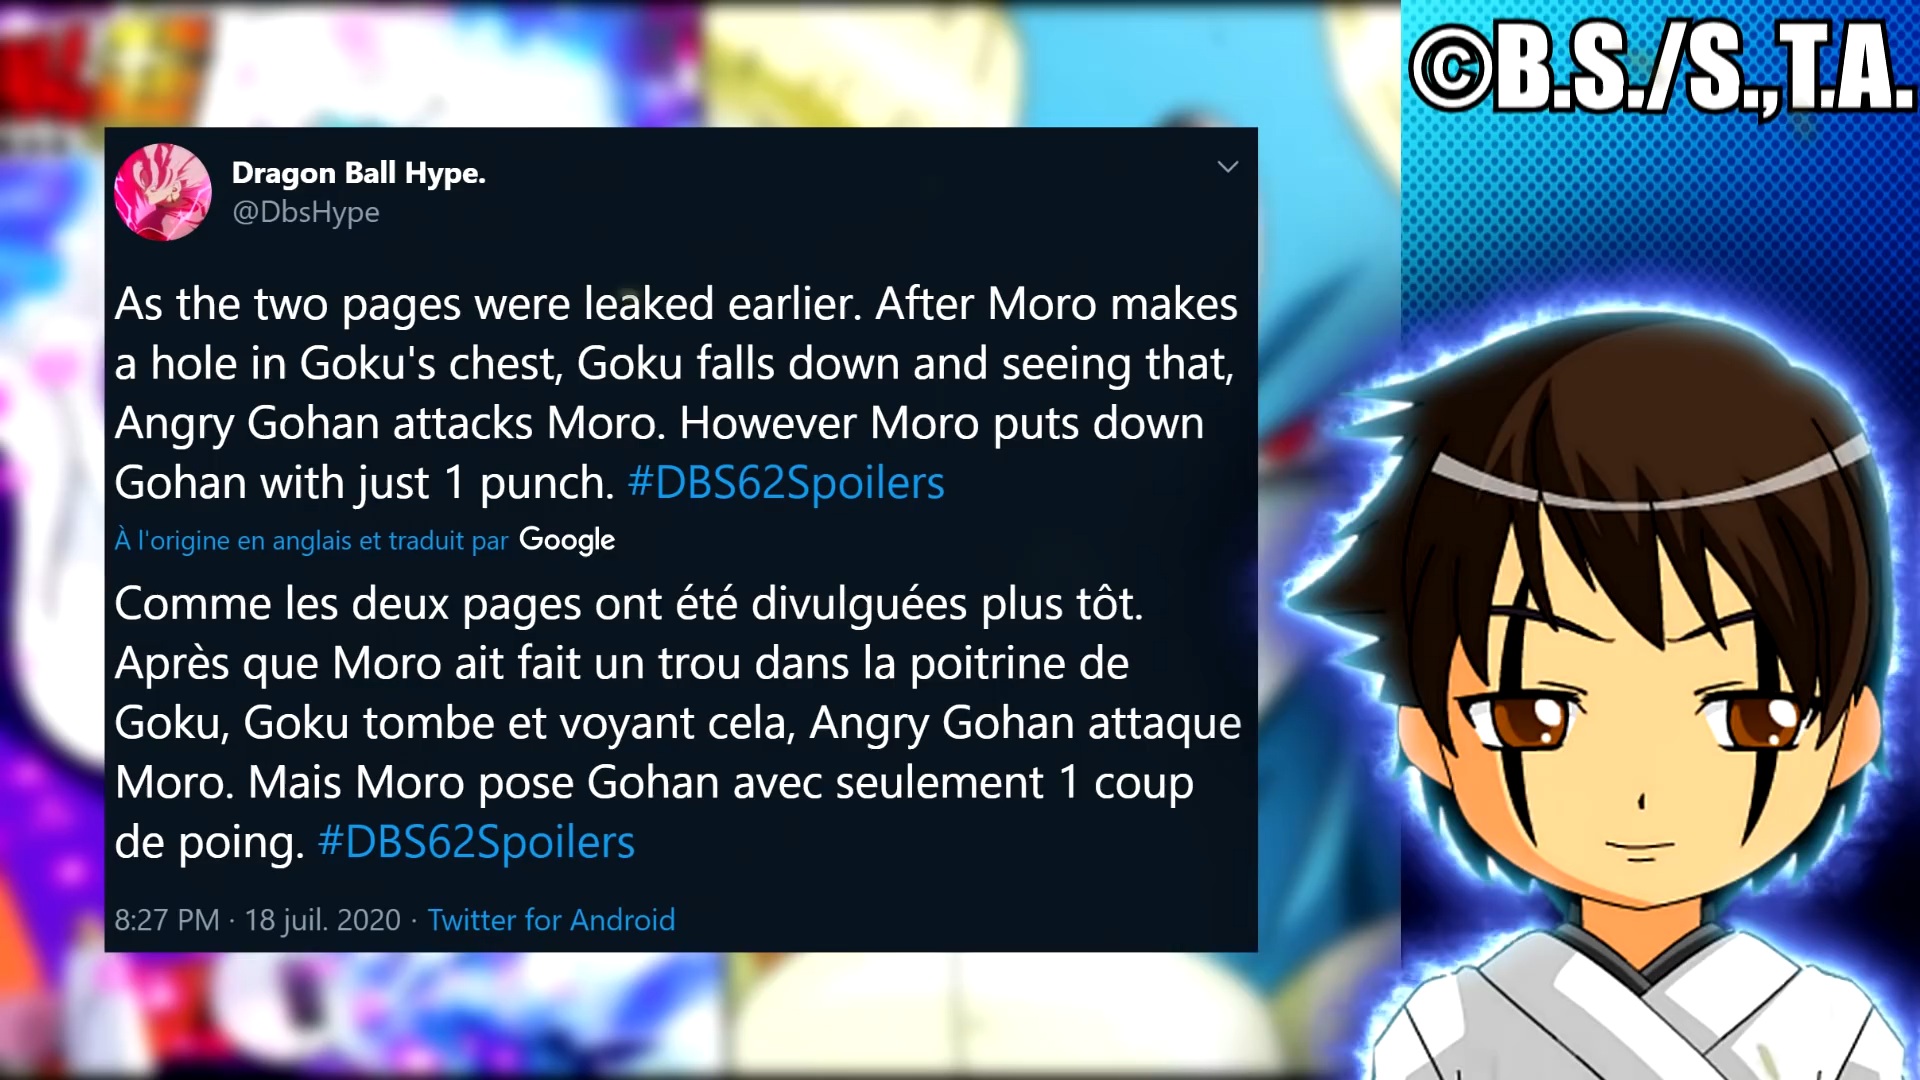 ©B.S./S.,T.A.
Dragon Ball Hype.
@DbsHype
As the two pages were leaked earlier. After Moro makes
a hole in Goku's chest, Goku falls down and seeing that,
Angry Gohan attacks Moro. However Moro puts down
Gohan with just 1 punch. #DBS62Spoilers
À l'origine en anglais et traduit par Google
Comme les deux pages ont été divulguées plus tôt.
Après que Moro ait fait un trou dans la poitrine de
Goku, Goku tombe et voyant cela, Angry Gohan attaque
Moro. Mais Moro pose Gohan avec seulement 1 coup
de poing. #DBS62Spoilers
8:27 PM · 18 juil. 2020 · Twitter for Android